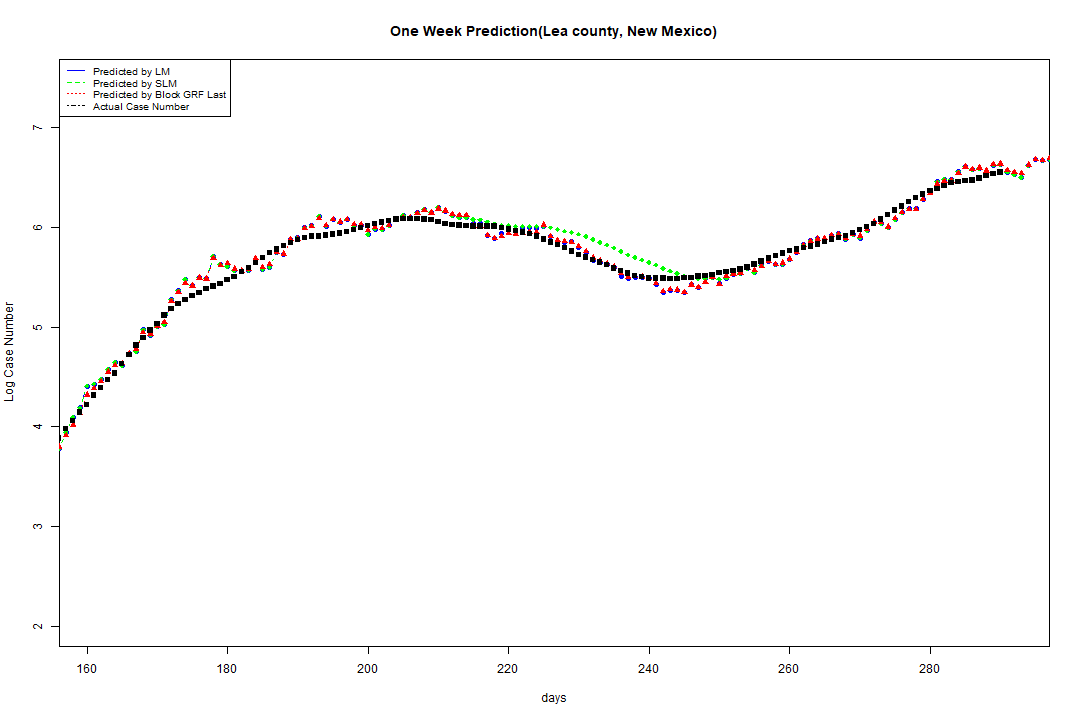 One Week Prediction(Lea county, New Mexico)
Predicted by LM
Predicted by SLM
Predicted by Block GRF Last
Actual Case Number
7
6
5
4
3
2
Log Case Number
160 180 200 220 240 260 280
days